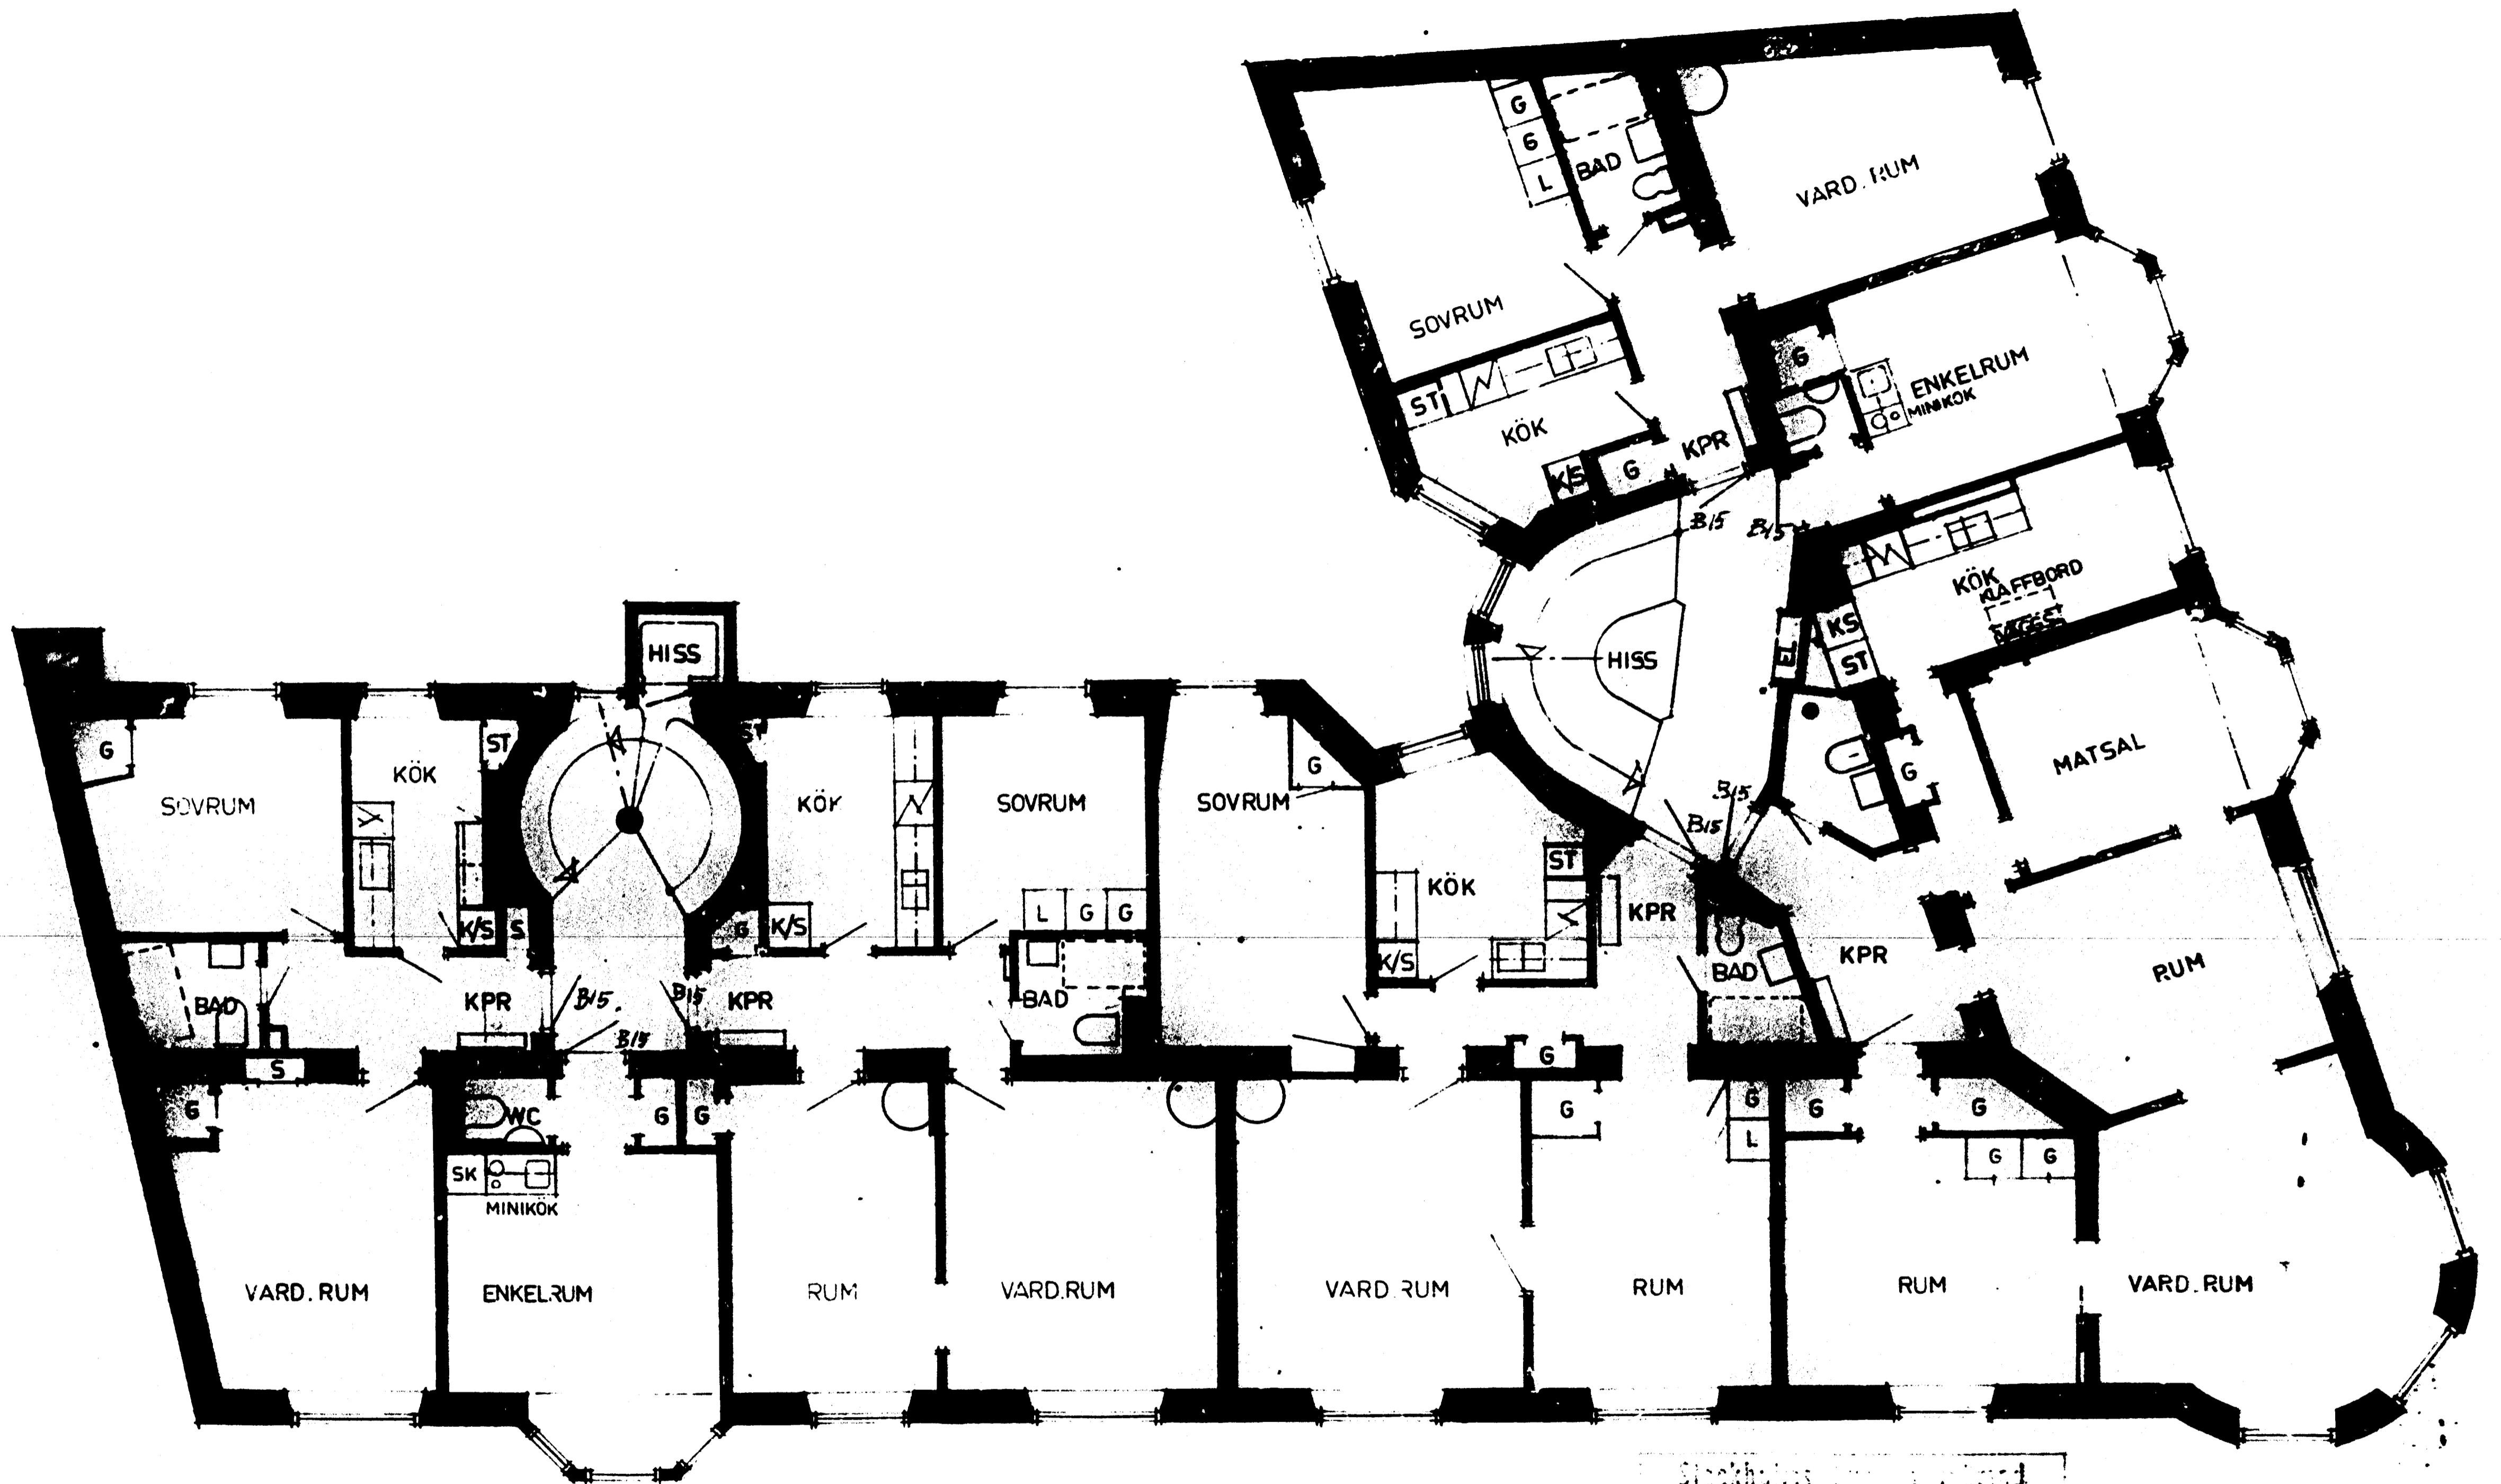 G
G
L
BAD
VARD. RUM
SOVRUM
G
ENKELRUM
MINIKÖK
ST
KÖK
KPR
K/S
G
B15
B15
KÖK
KLAFFBORD
KS
ST
HISS
HISS
MATSAL
G
G
ST
KÖK
SOVRUM
KÖK
SOVRUM
SOVRUM
G
B15
B15
ST
KÖK
KPR
L
G
G
K/S
S
G
K/S
K/S
BAD
KPR
RUM
BAD
KPR
B15
B15
KPR
BAD
B15
S
G
G
WC
G
G
G
G
L
G
G
G
G
SK
MINIKÖK
VARD. RUM
ENKELRUM
RUM
VARD. RUM
VARD. RUM
RUM
RUM
VARD. RUM